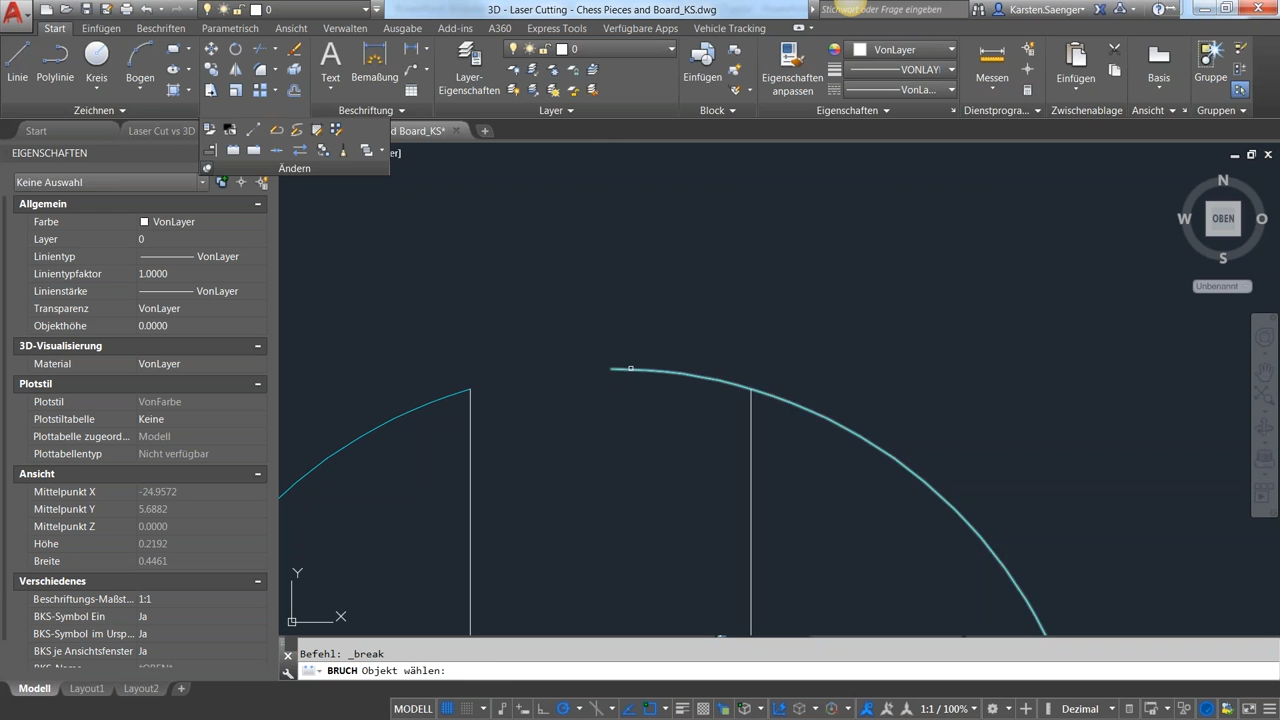 0
3D - Laser Cutting - Chess Pieces and Board_KS.dwg
Stichwort oder Frage eingeben
Karsten.Saenger
Start Einfügen Beschriften Parametrisch Ansicht Verwalten Ausgabe Add-ins A360 Express Tools Verfügbare Apps Vehicle Tracking
0
VonLayer
VONLAY
VonLa...
Linie Polylinie Kreis Bogen
Text Bemaßung
Layer-
Eigenschaften
Einfügen
Eigenschaften
anpassen
Messen
Einfügen
Basis
Gruppe
Zeichnen
Beschriftung
Layer
Block
Eigenschaften
Dienstprogra...
Zwischenablage
Ansicht
Gruppen
Start
Laser Cut vs 3D
d Board_KS*
Ändern
EIGENSCHAFTEN
er]
Keine Auswahl
Allgemein
Farbe VonLayer
Layer 0
Linientyp VonLayer
Linientypfaktor 1.0000
Linienstärke VonLayer
Transparenz VonLayer
Objekthöhe 0.0000
3D-Visualisierung
Material VonLayer
Plotstil
Plotstil VonFarbe
Plotstiltabelle Keine
Plottabelle zugeord... Modell
Plottabellentyp Nicht verfügbar
Ansicht
Mittelpunkt X -24.9572
Mittelpunkt Y 5.6882
Mittelpunkt Z 0.0000
Höhe 0.2192
Breite 0.4461
Verschiedenes
Beschriftungs-Maßst... 1:1
BKS-Symbol Ein Ja
BKS-Symbol im Ursp... Ja
BKS je Ansichtsfenster Ja
N
W OBEN O
S
Unbenannt
Y
X
Befehl: _break
BRUCH Objekt wählen:
Modell Layout1 Layout2
MODELL
1:1 / 100%
Dezimal